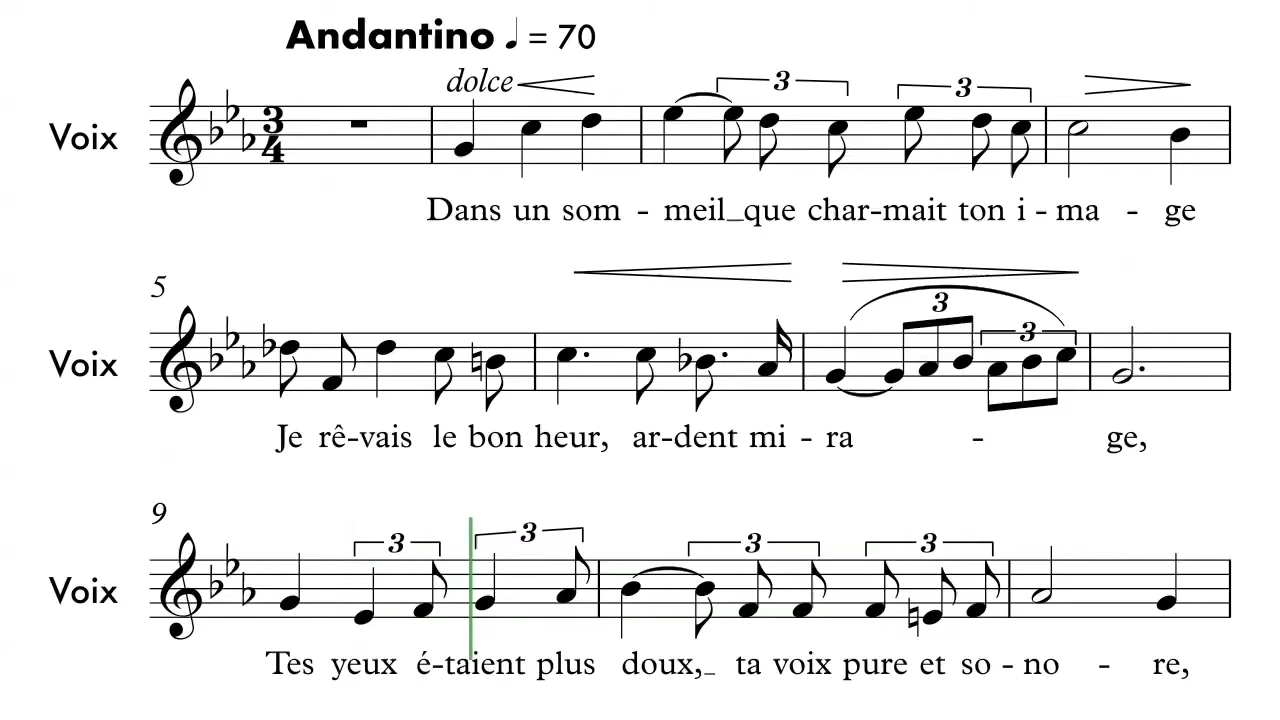 Andantino ♩ = 70
dolce 3 3
Voix 3 4
Dans un som - meil_que char-mait ton i - ma - ge
5
3 3
Voix
Je rê-vais le bon heur, ar-dent mi - ra - ge,
9
3 3 3 3
Voix
Tes yeux é-taient plus doux,_ ta voix pure et so - no - re,